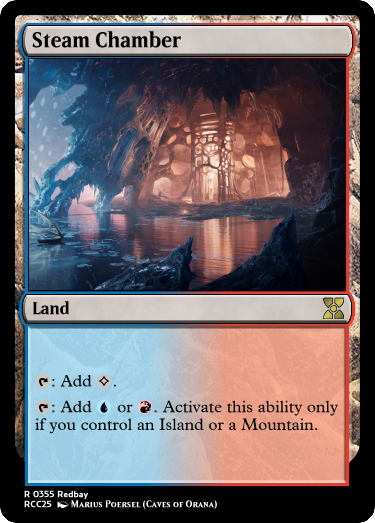 Steam Chamber
Land
: Add .
: Add or . Activate this ability only
if you control an Island or a Mountain.
R 0355 Redbay
RCC25 Marius Poersel (Caves of Orana)